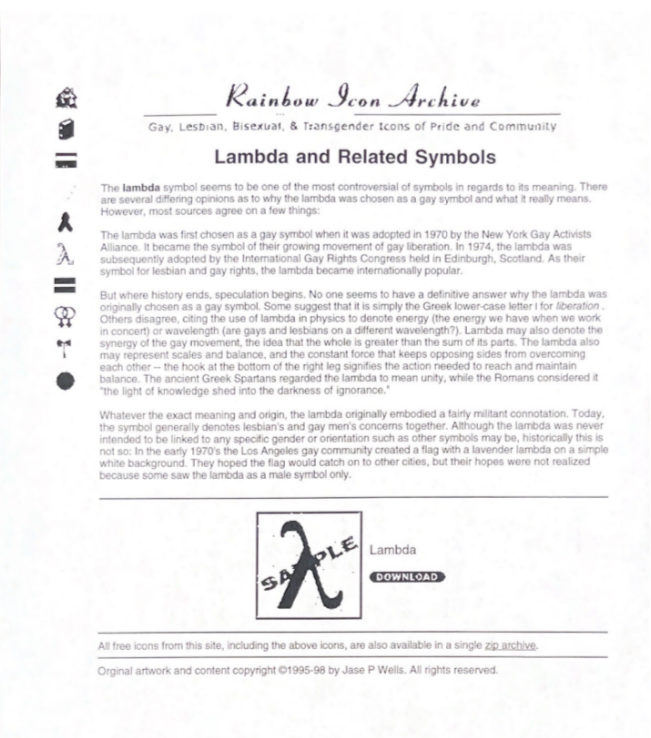 Rainbow Icon Archive
Gay, Lesbian, Bisexual, & Transgender Icons of Pride and Community
Lambda and Related Symbols
The lambda symbol seems to be one of the most controversial of symbols in regards to its meaning. There
are several differing opinions as to why the lambda was chosen as a gay symbol and what it really means.
However, most sources agree on a few things:
The lambda was first chosen as a gay symbol when it was adopted in 1970 by the New York Gay Activists
Alliance. It became the symbol of their growing movement of gay liberation. In 1974, the lambda was
subsequently adopted by the International Gay Rights Congress held in Edinburgh, Scotland. As their
symbol for lesbian and gay rights, the lambda became internationally popular.
But where history ends, speculation begins. No one seems to have a definitive answer why the lambda was
originally chosen as a gay symbol. Some suggest that it is simply the Greek lower-case letter l for liberation .
Others disagree, citing the use of lambda in physics to denote energy (the energy we have when we work
in concert) or wavelength (are gays and lesbians on a different wavelength?). Lambda may also denote the
synergy of the gay movement, the idea that the whole is greater than the sum of its parts. The lambda also
may represent scales and balance, and the constant force that keeps opposing sides from overcoming
each other -- the hook at the bottom of the right leg signifies the action needed to reach and maintain
balance. The ancient Greek Spartans regarded the lambda to mean unity, while the Romans considered it
"the light of knowledge shed into the darkness of ignorance."
Whatever the exact meaning and origin, the lambda originally embodied a fairly militant connotation. Today,
the symbol generally denotes lesbian's and gay men's concerns together. Although the lambda was never
intended to be linked to any specific gender or orientation such as other symbols may be, historically this is
not so: In the early 1970's the Los Angeles gay community created a flag with a lavender lambda on a simple
white background. They hoped the flag would catch on to other cities, but their hopes were not realized
because some saw the lambda as a male symbol only.
λ
SAMPLE
Lambda
DOWNLOAD
All free icons from this site, including the above icons, are also available in a single zip archive.
Orginal artwork and content copyright ©1995-98 by Jase P Wells. All rights reserved.